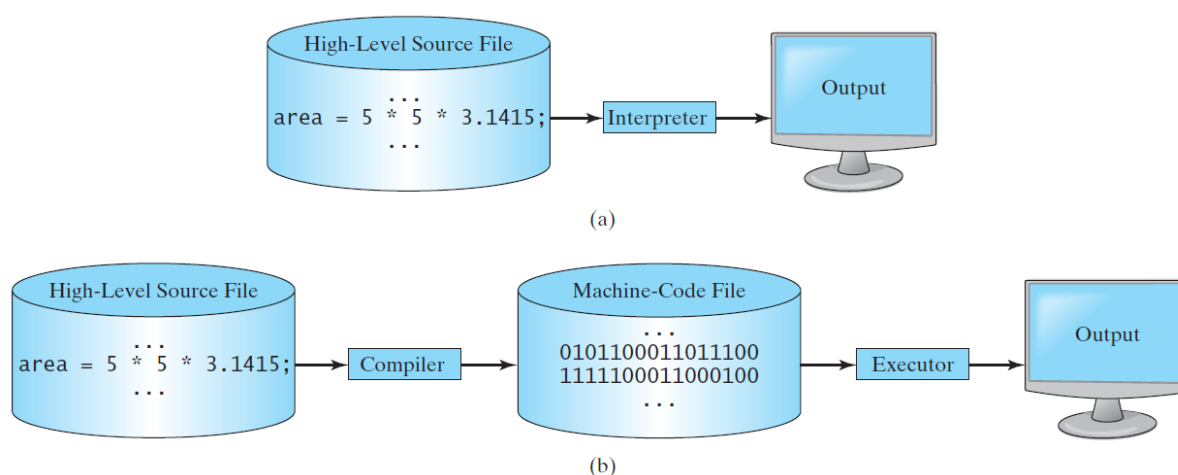 High-Level Source File
...
area = 5 * 5 * 3.1415;
...
Interpreter
Output
(a)
High-Level Source File
...
area = 5 * 5 * 3.1415;
...
Compiler
Machine-Code File
...
0101100011011100
1111100011000100
...
Executor
Output
(b)